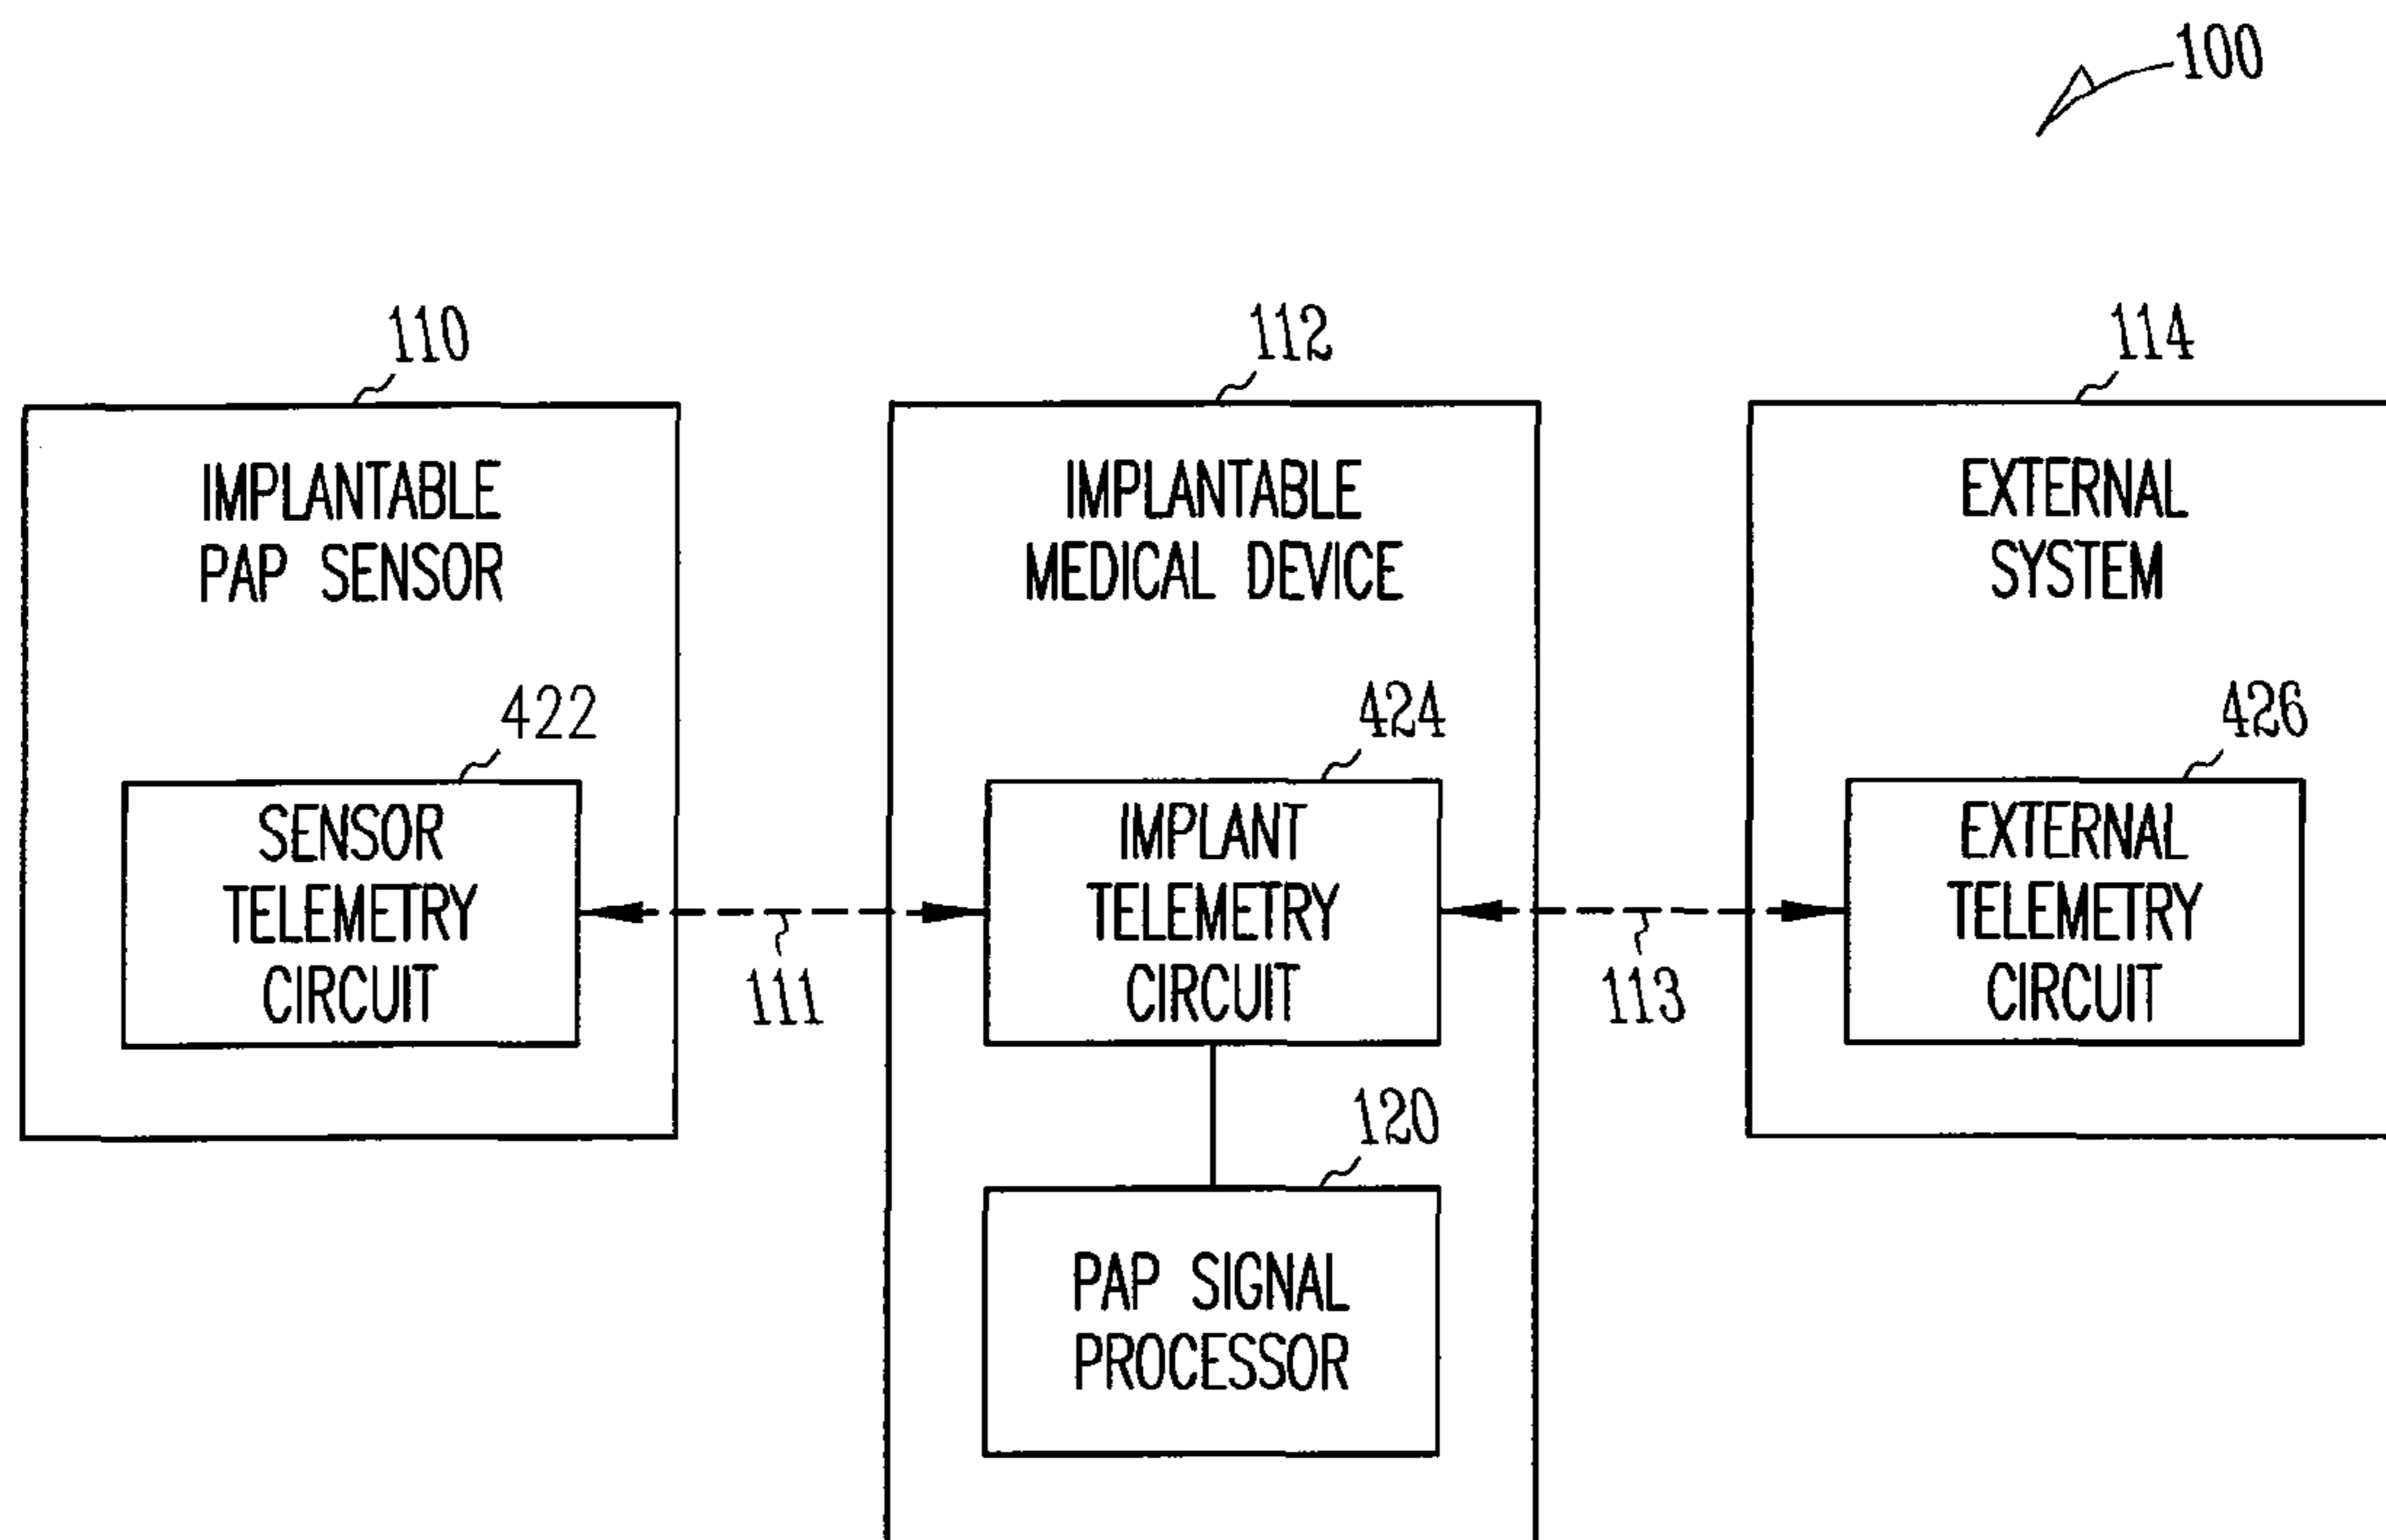 100
110
IMPLANTABLE
PAP SENSOR
422
SENSOR
TELEMETRY
CIRCUIT
111
112
IMPLANTABLE
MEDICAL DEVICE
424
IMPLANT
TELEMETRY
CIRCUIT
120
PAP SIGNAL
PROCESSOR
113
114
EXTERNAL
SYSTEM
426
EXTERNAL
TELEMETRY
CIRCUIT